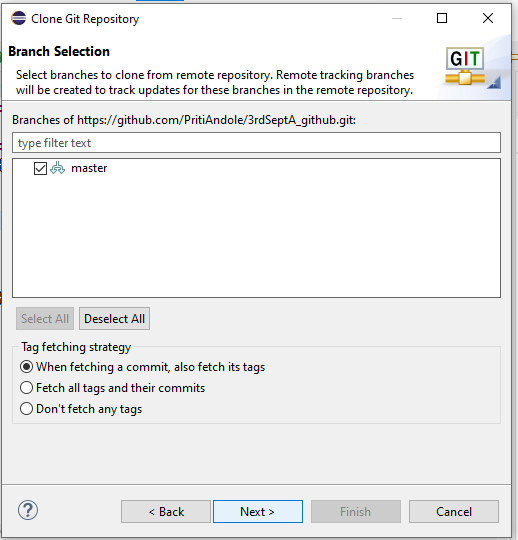 Clone Git Repository
Branch Selection
GIT
Select branches to clone from remote repository. Remote tracking branches
will be created to track updates for these branches in the remote repository.
Branches of https://github.com/PritiAndole/3rdSeptA_github.git:
type filter text
master
Select All Deselect All
Tag fetching strategy
When fetching a commit, also fetch its tags
Fetch all tags and their commits
Don't fetch any tags
? < Back Next > Finish Cancel